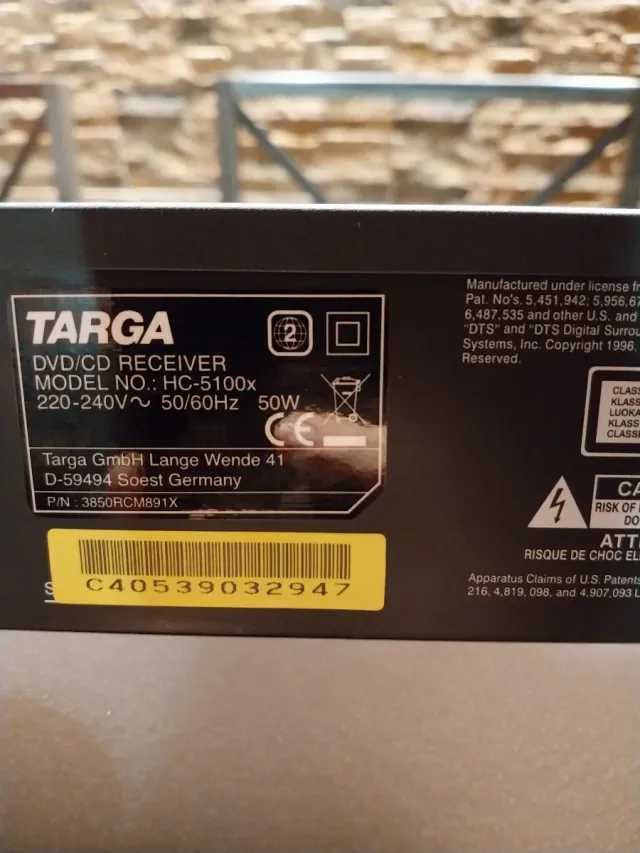 TARGA
2
DVD/CD RECEIVER
MODEL NO.: HC-5100x
220-240V~ 50/60Hz 50W
CE
Targa GmbH Lange Wende 41
D-59494 Soest Germany
P/N : 3850RCM891X
C40539032947
Manufactured under license
Pat. No's. 5,451,942; 5,956,67
6,487,535 and other U.S. and
"DTS" and "DTS Digital Surrou
Systems, Inc. Copyright 1996,
Reserved.
CLASS
KLASS
LUOKA
KLASS
CLASSE
CA
RISK OF
DO
ATT
RISQUE DE CHOC EL
Apparatus Claims of U.S. Patents
216, 4,819, 098, and 4,907,093 L